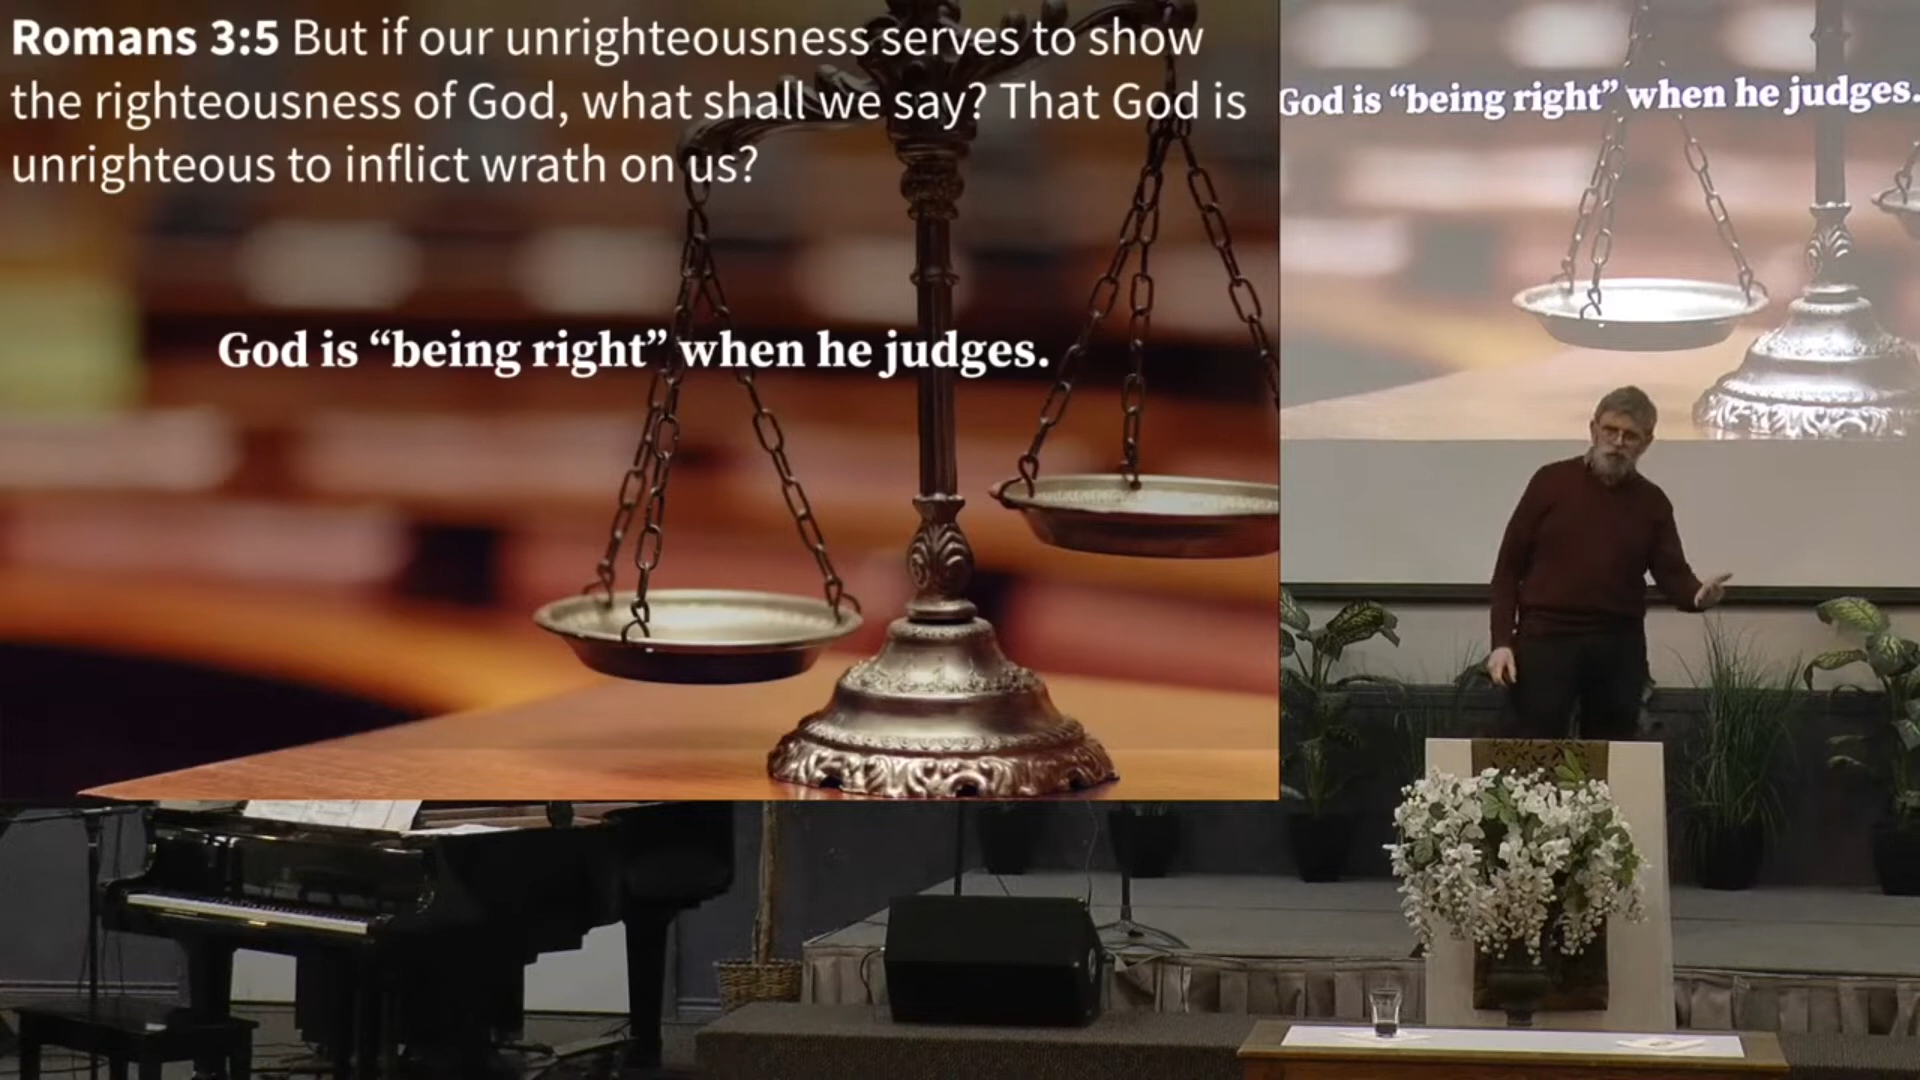 Romans 3:5 But if our unrighteousness serves to show
the righteousness of God, what shall we say? That God is
unrighteous to inflict wrath on us?
God is “being right” when he judges.
God is “being right” when he judges.